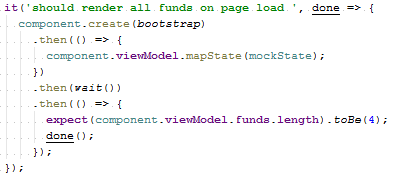 it('should render all funds on page load ', done => {
component.create(bootstrap)
.then(() => {
component.viewModel.mapState(mockState);
})
.then(wait())
.then(() => {
expect(component.viewModel.funds.length).toBe(4);
done();
});
});